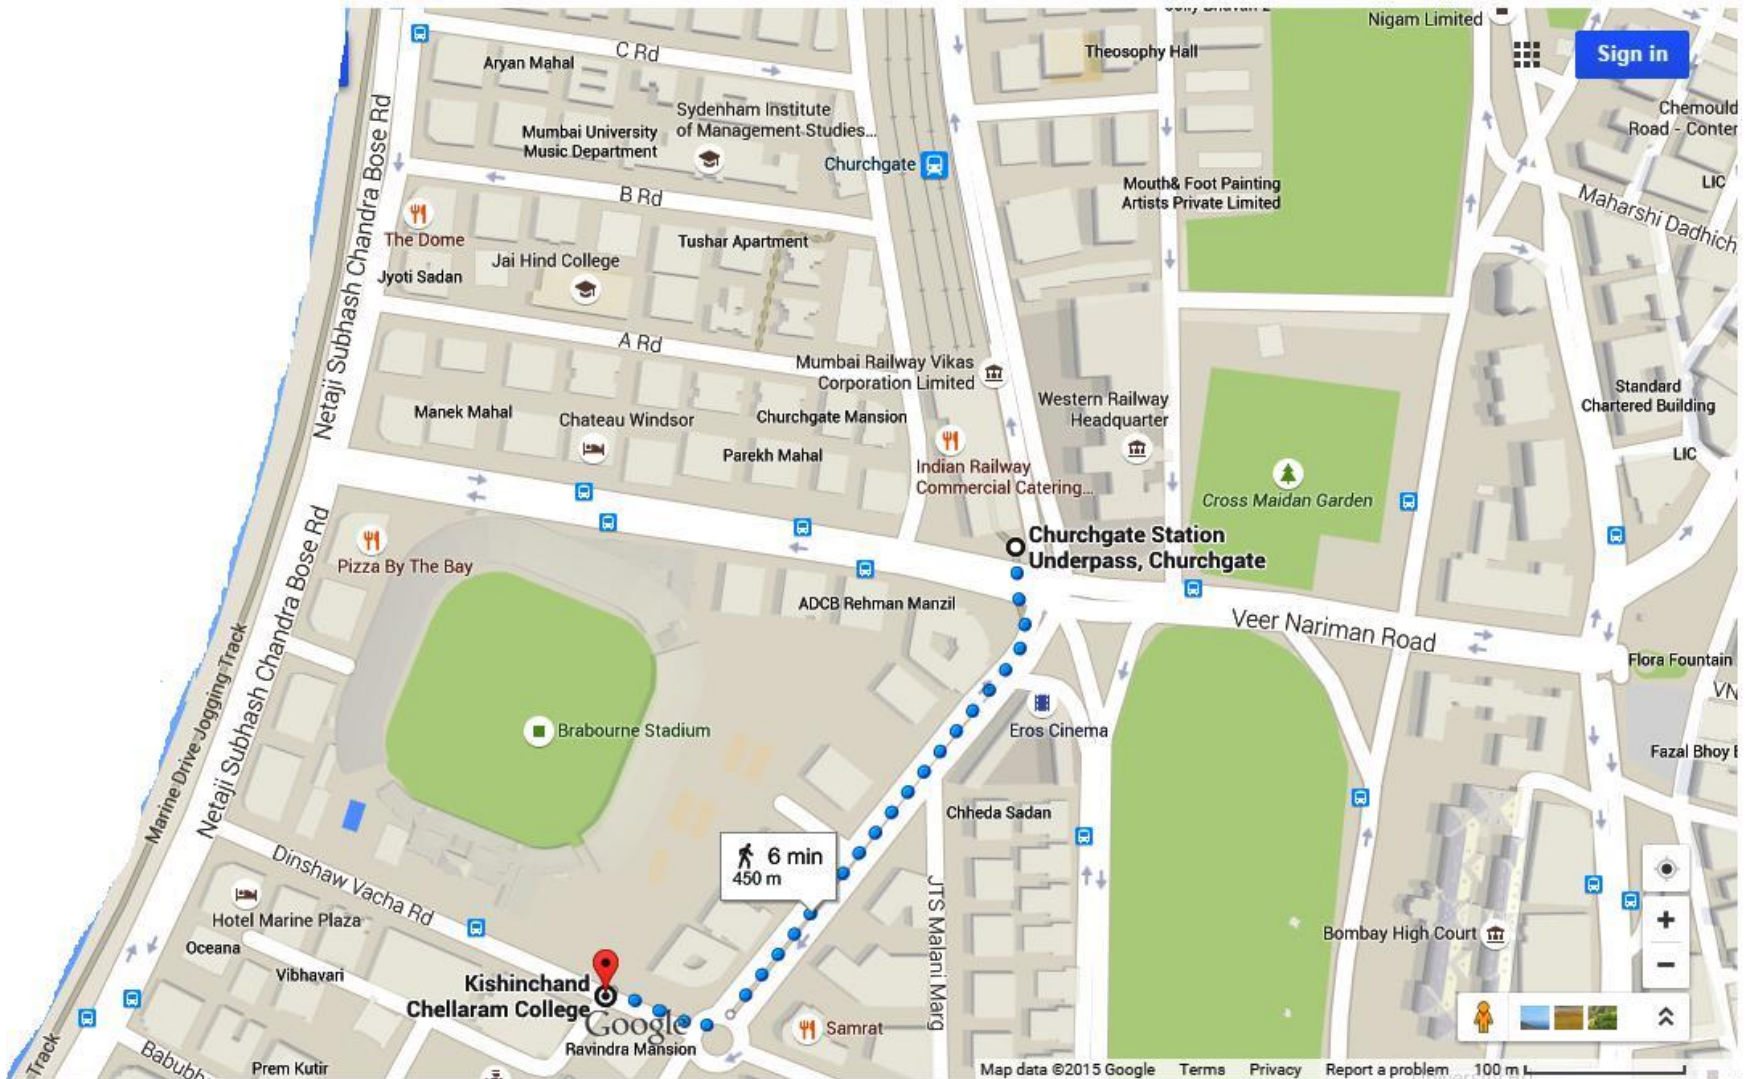 Nigam Limited
Sign in
C Rd
Theosophy Hall
Aryan Mahal
Chemould
Road - Conter
Sydenham Institute
of Management Studies...
Mumbai University
Music Department
Churchgate
LIC
Mouth& Foot Painting
Artists Private Limited
B Rd
Maharshi Dadhich
Netaji Subhash Chandra Bose Rd
The Dome
Tushar Apartment
Jai Hind College
Jyoti Sadan
A Rd
Mumbai Railway Vikas
Corporation Limited
Standard
Chartered Building
Western Railway
Headquarter
Manek Mahal
Chateau Windsor
Churchgate Mansion
Parekh Mahal
LIC
Indian Railway
Commercial Catering...
Cross Maidan Garden
Churchgate Station
Underpass, Churchgate
Pizza By The Bay
Netaji Subhash Chandra Bose Rd
ADCB Rehman Manzil
Veer Nariman Road
Flora Fountain
VN
Marine Drive Jogging Track
Brabourne Stadium
Eros Cinema
Fazal Bhoy
Chheda Sadan
6 min
450 m
Dinshaw Vacha Rd
JTS Malani Marg
Hotel Marine Plaza
Oceana
Bombay High Court
Vibhavari
Kishinchand
Chellaram College
Google
Samrat
Ravindra Mansion
Track
Babubh
Prem Kutir
Map data ©2015 Google Terms Privacy Report a problem 100 m